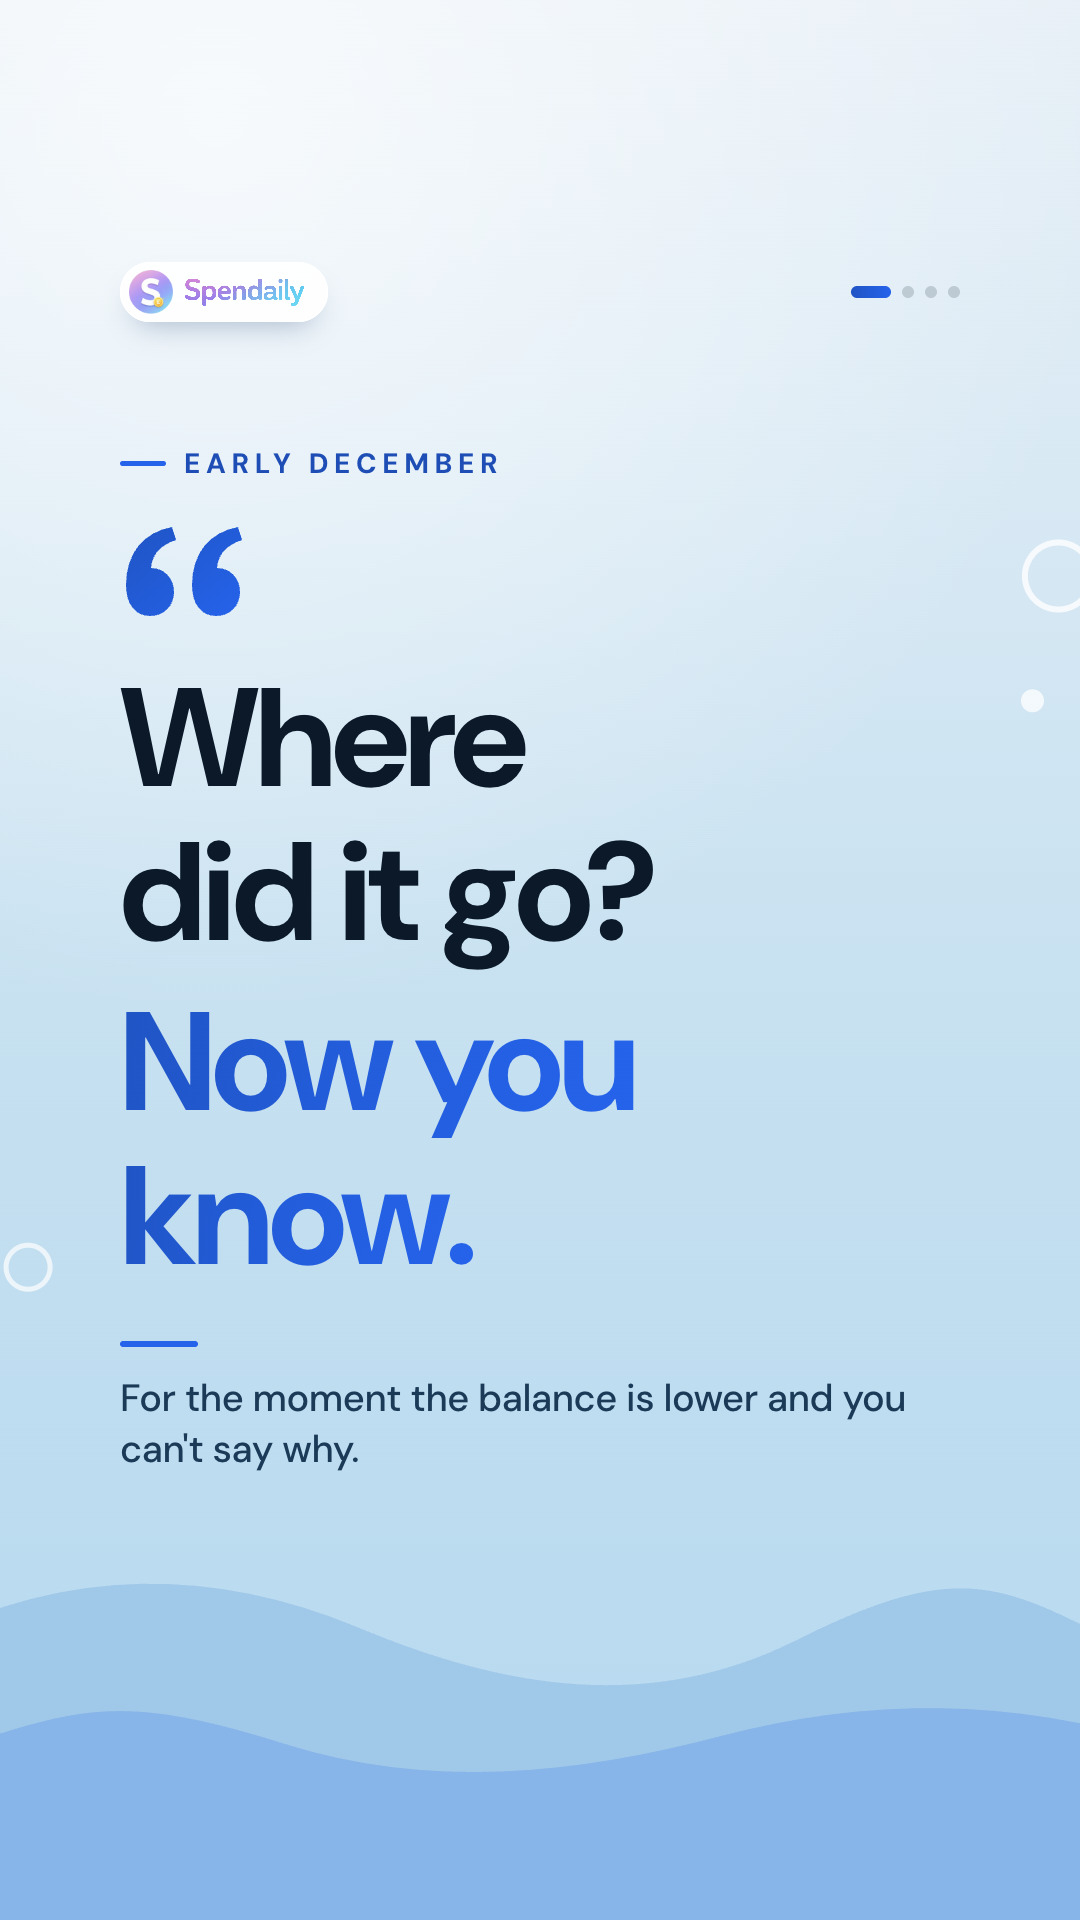 Spendaily
EARLY DECEMBER
“
Where
did it go?
Now you
know.
For the moment the balance is lower and you
can't say why.